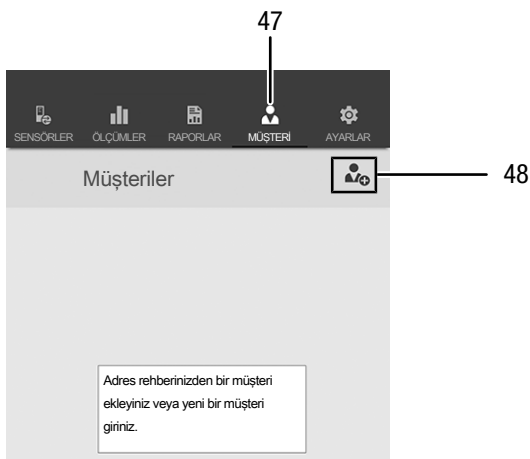 47
SENSÖRLER ÖLÇÜMLER RAPORLAR MÜŞTERİ AYARLAR
Müşteriler
48
Adres rehberinizden bir müşteri
ekleyiniz veya yeni bir müşteri
giriniz.